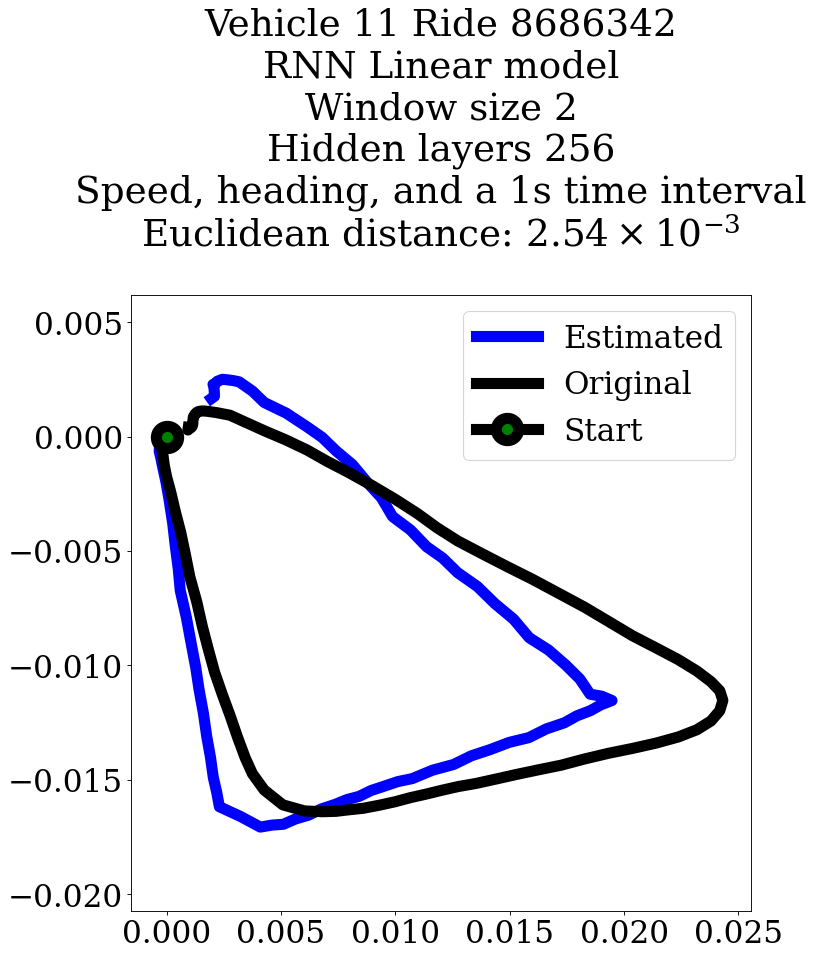 Vehicle 11 Ride 8686342
RNN Linear model
Window size 2
Hidden layers 256
Speed, heading, and a 1s time interval
Euclidean distance: 2.54 × 10⁻³
Estimated
Original
Start
0.005
0.000
−0.005
−0.010
−0.015
−0.020
0.000 0.005 0.010 0.015 0.020 0.025